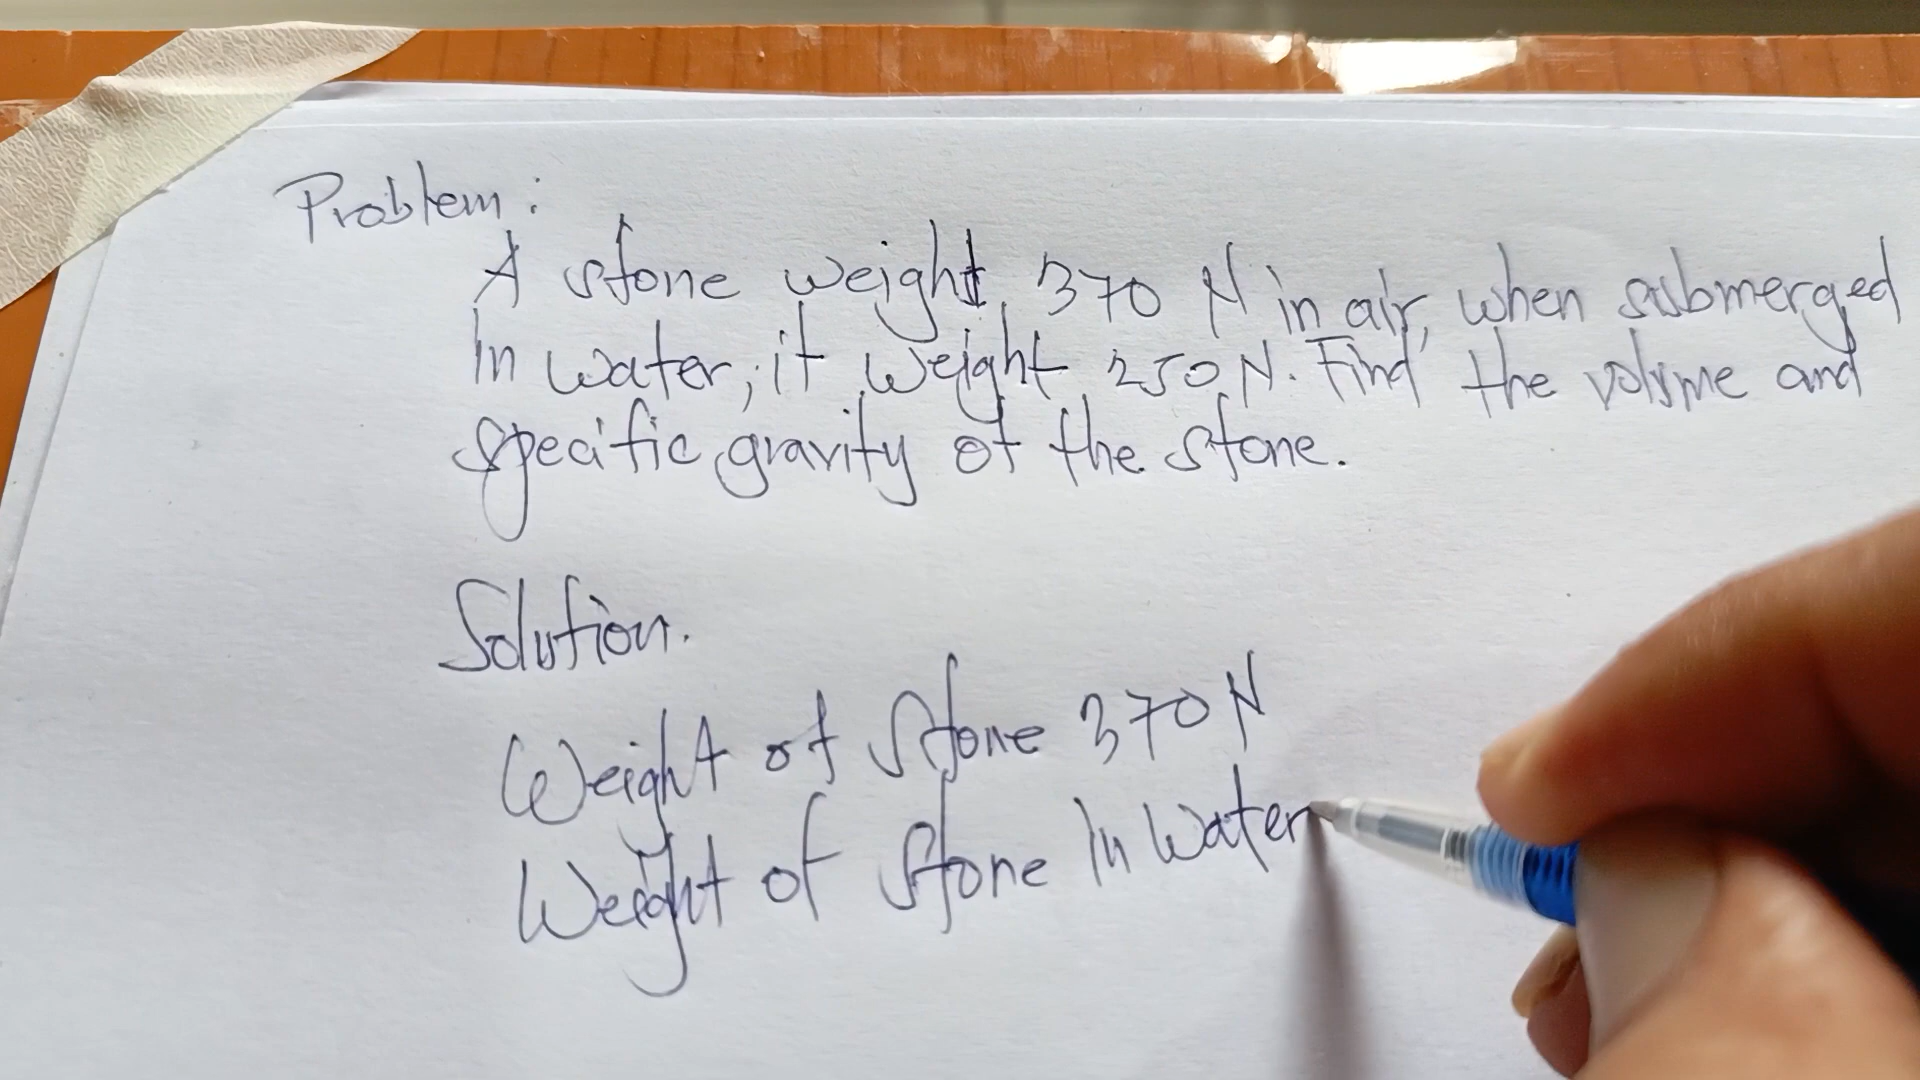 Problem:
A stone weight 370 N in air, when submerged
in water, it weight 250 N. Find the volume and
specific gravity of the stone.
Solution.
Weight of Stone 370 N
Weight of Stone in Water